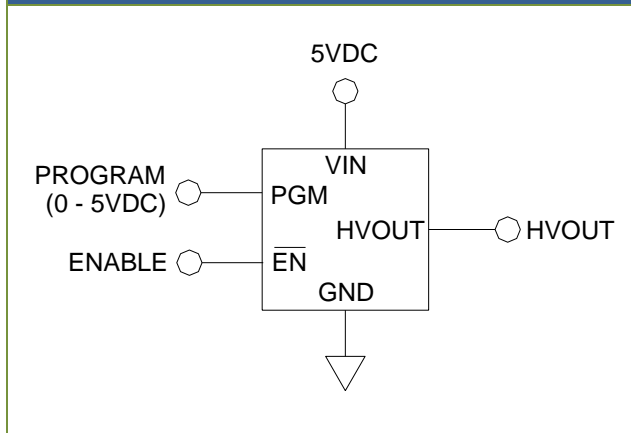 5VDC
VIN
PROGRAM
(0 - 5VDC)
PGM
HVOUT
HVOUT
ENABLE
EN
GND